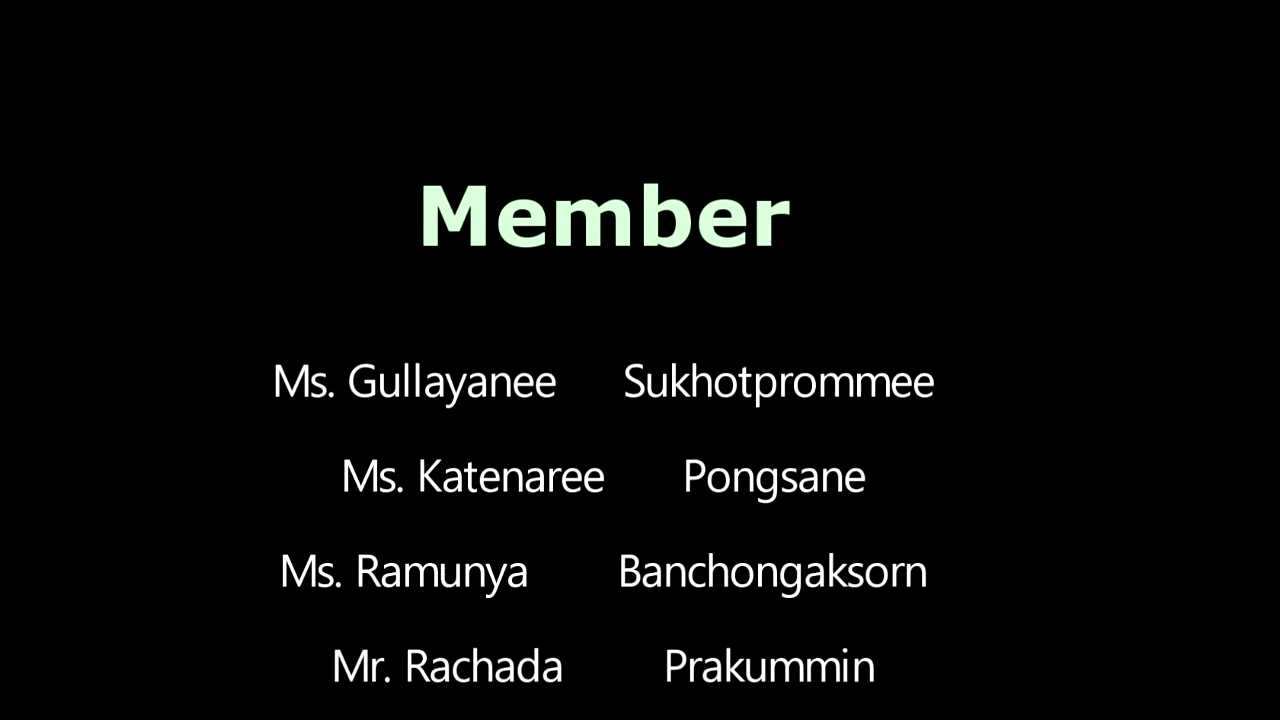 Member
Ms. Gullayanee Sukhotprommee
Ms. Katenaree Pongsane
Ms. Ramunya Banchongaksorn
Mr. Rachada Prakummin